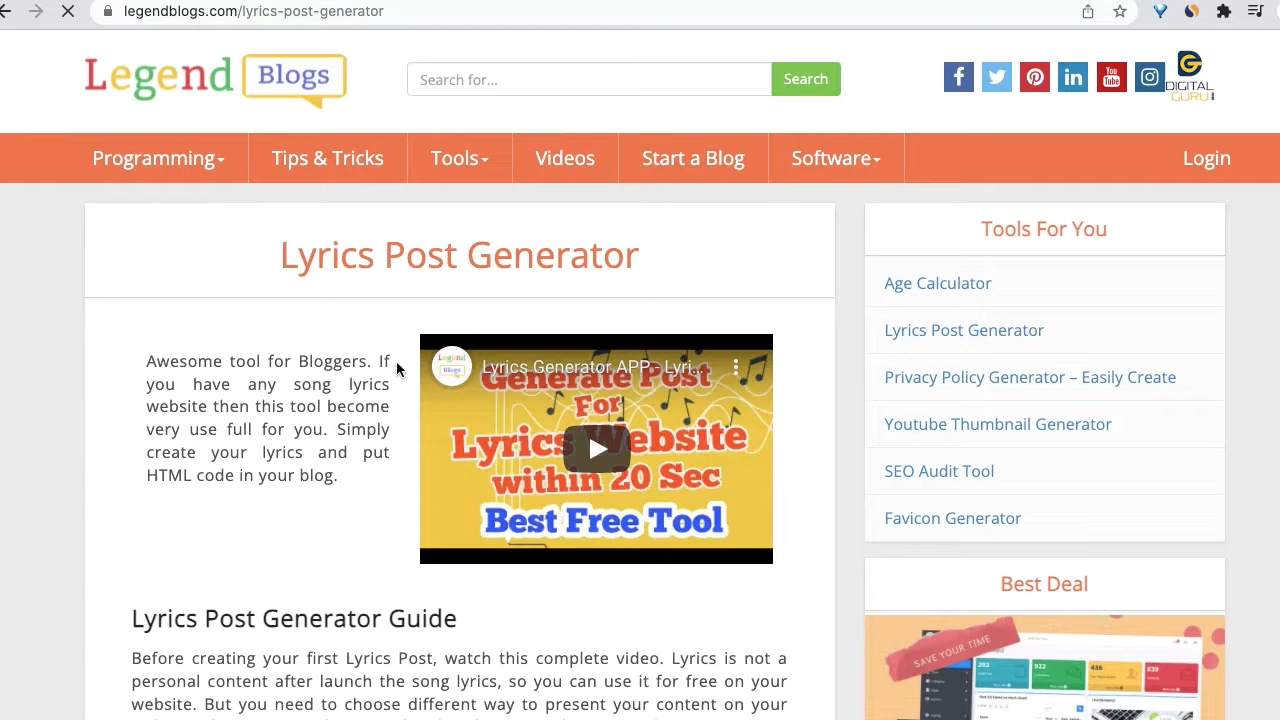 legendblogs.com/lyrics-post-generator
Legend Blogs
Search for...
Search
DIGITAL
GURU
Programming
Tips & Tricks
Tools
Videos
Start a Blog
Software
Login
Lyrics Post Generator
Awesome tool for Bloggers. If
you have any song lyrics
website then this tool become
very use full for you. Simply
create your lyrics and put
HTML code in your blog.
Legend
Blogs
Lyrics Generator APP - Lyri...
Generate Post
For
Lyrics Website
within 20 Sec
Best Free Tool
Lyrics Post Generator Guide
Before creating your first Lyrics Post, watch this complete video. Lyrics is not a
personal content after lunch the song lyrics, so you can use it for free on your
website. But you need to choose different way to present your content on your
Tools For You
Age Calculator
Lyrics Post Generator
Privacy Policy Generator – Easily Create
Youtube Thumbnail Generator
SEO Audit Tool
Favicon Generator
Best Deal
SAVE YOUR TIME